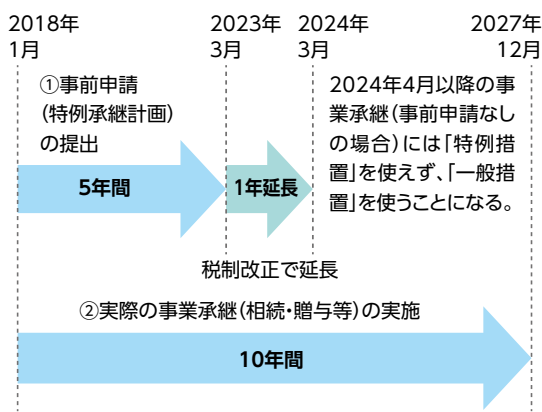 2018年
1月
2023年
3月
2024年
3月
2027年
12月
①事前申請
(特例承継計画)
の提出
2024年4月以降の事
業承継(事前申請なし
の場合)には「特例措
置」を使えず、「一般措
置」を使うことになる。
5年間
1年延長
税制改正で延長
②実際の事業承継(相続・贈与等)の実施
10年間